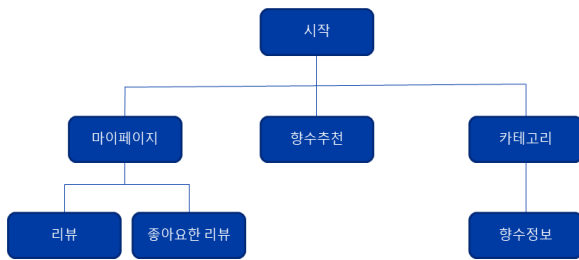 시작
마이페이지
향수추천
카테고리
리뷰
좋아요한 리뷰
향수정보